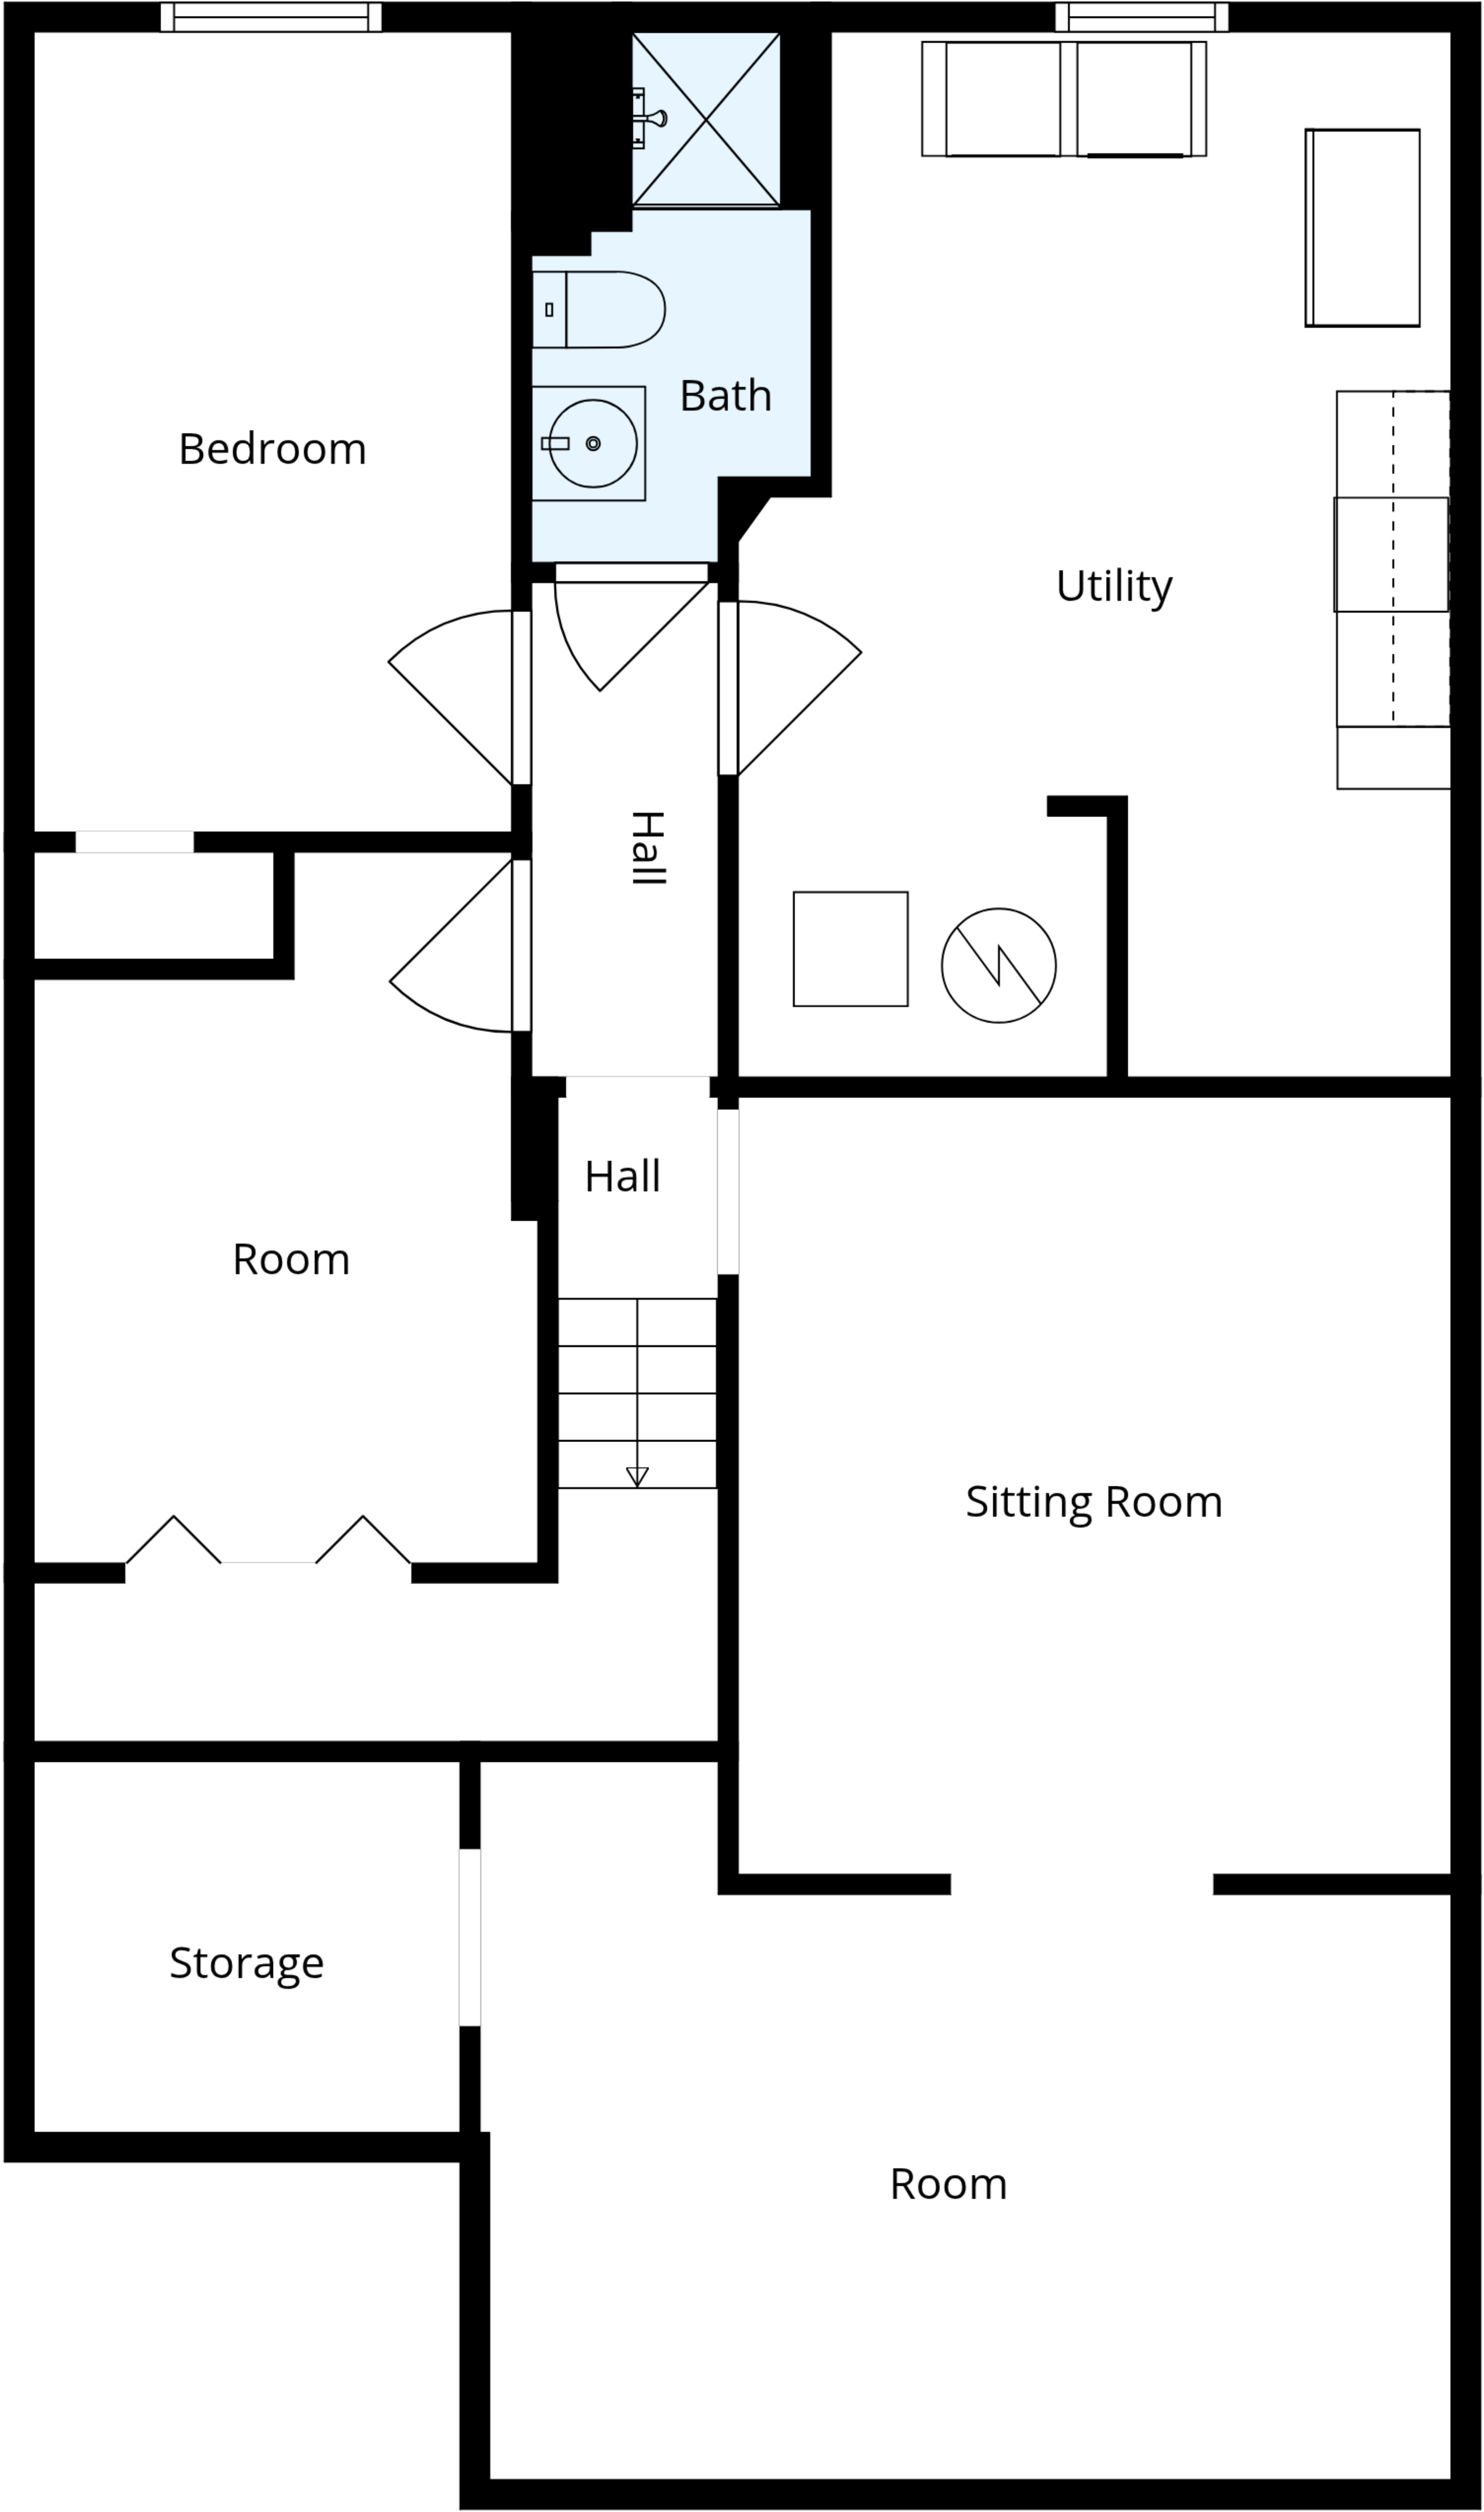 Bath
Bedroom
Utility
Hall
Hall
Room
Sitting Room
Storage
Room